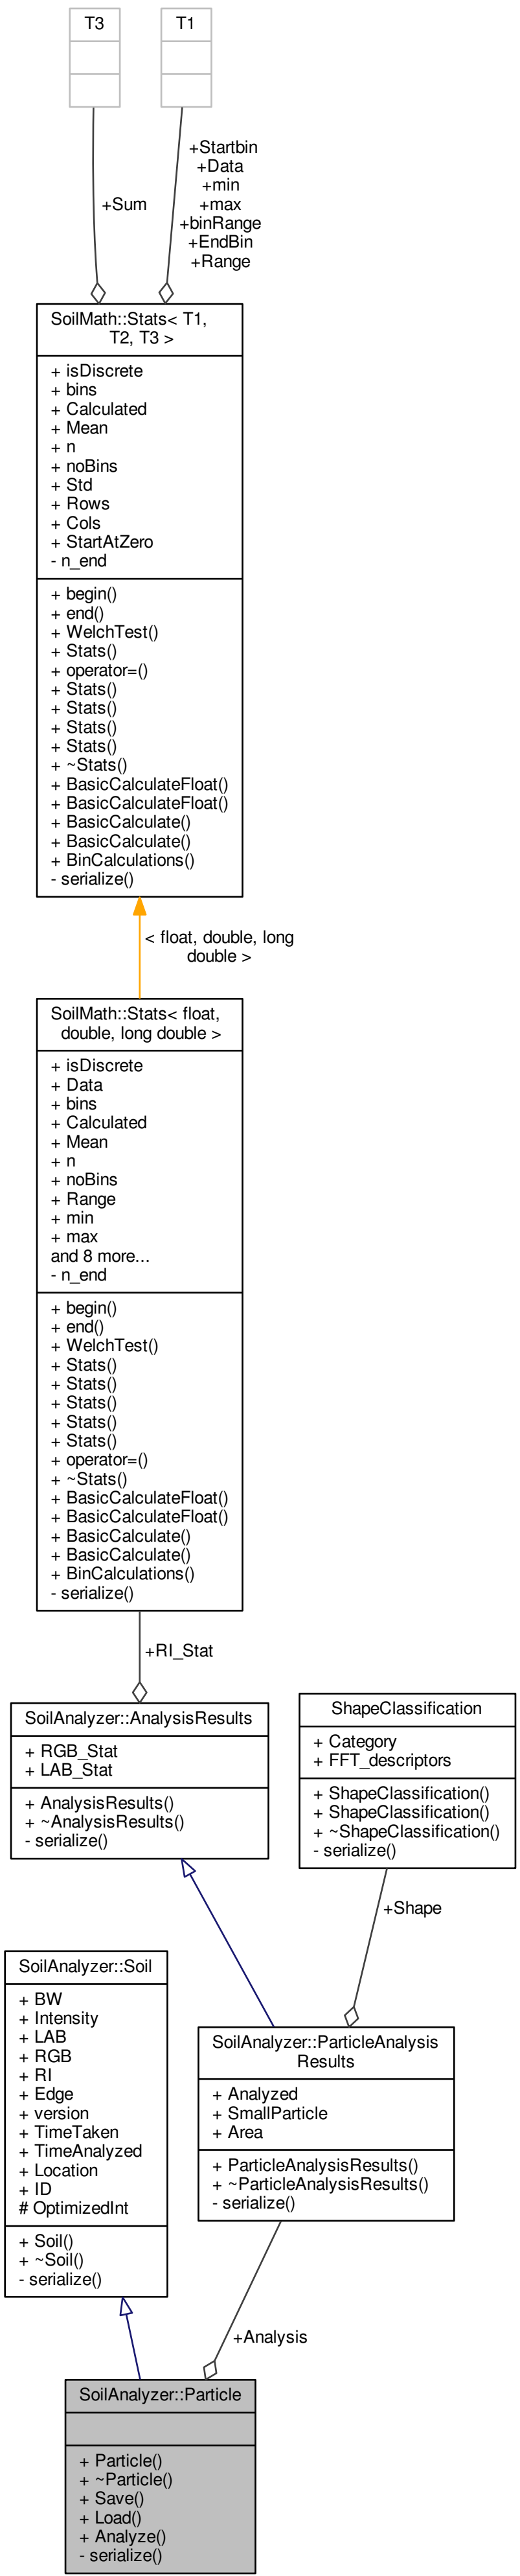 T3
T1
+Startbin
+Data
+min
+max
+binRange
+EndBin
+Range
+Sum
SoilMath::Stats< T1,
T2, T3 >
+ isDiscrete
+ bins
+ Calculated
+ Mean
+ n
+ noBins
+ Std
+ Rows
+ Cols
+ StartAtZero
- n_end
+ begin()
+ end()
+ WelchTest()
+ Stats()
+ operator=()
+ Stats()
+ Stats()
+ Stats()
+ Stats()
+ ~Stats()
+ BasicCalculateFloat()
+ BasicCalculateFloat()
+ BasicCalculate()
+ BasicCalculate()
+ BinCalculations()
- serialize()
< float, double, long
double >
SoilMath::Stats< float,
double, long double >
+ isDiscrete
+ Data
+ bins
+ Calculated
+ Mean
+ n
+ noBins
+ Range
+ min
+ max
and 8 more...
- n_end
+ begin()
+ end()
+ WelchTest()
+ Stats()
+ Stats()
+ Stats()
+ Stats()
+ Stats()
+ operator=()
+ ~Stats()
+ BasicCalculateFloat()
+ BasicCalculateFloat()
+ BasicCalculate()
+ BasicCalculate()
+ BinCalculations()
- serialize()
+RI_Stat
SoilAnalyzer::AnalysisResults
+ RGB_Stat
+ LAB_Stat
+ AnalysisResults()
+ ~AnalysisResults()
- serialize()
ShapeClassification
+ Category
+ FFT_descriptors
+ ShapeClassification()
+ ShapeClassification()
+ ~ShapeClassification()
- serialize()
+Shape
SoilAnalyzer::Soil
+ BW
+ Intensity
+ LAB
+ RGB
+ RI
+ Edge
+ version
+ TimeTaken
+ TimeAnalyzed
+ Location
+ ID
# OptimizedInt
+ Soil()
+ ~Soil()
- serialize()
SoilAnalyzer::ParticleAnalysis
Results
+ Analyzed
+ SmallParticle
+ Area
+ ParticleAnalysisResults()
+ ~ParticleAnalysisResults()
- serialize()
+Analysis
SoilAnalyzer::Particle
+ Particle()
+ ~Particle()
+ Save()
+ Load()
+ Analyze()
- serialize()